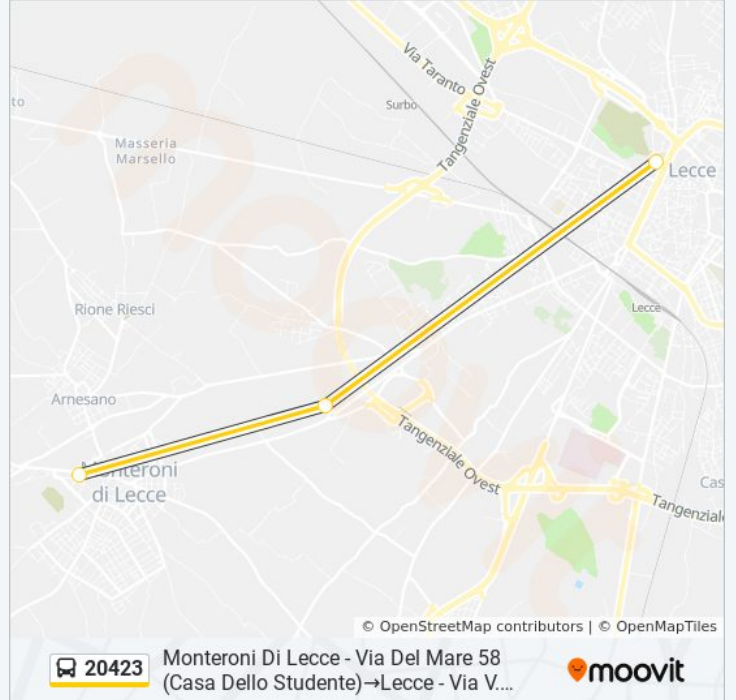 Via Taranto
Surbo
Tangenziale Ovest
to
Masseria
Marsello
Lecce
Rione Riesci
Lecce
Arnesano
Tangenziale Ovest
Monteroni
di Lecce
Cas
Tangenziale
moovit
© OpenStreetMap contributors | © OpenMapTiles
20423
Monteroni Di Lecce - Via Del Mare 58
(Casa Dello Studente)→Lecce - Via V....
moovit